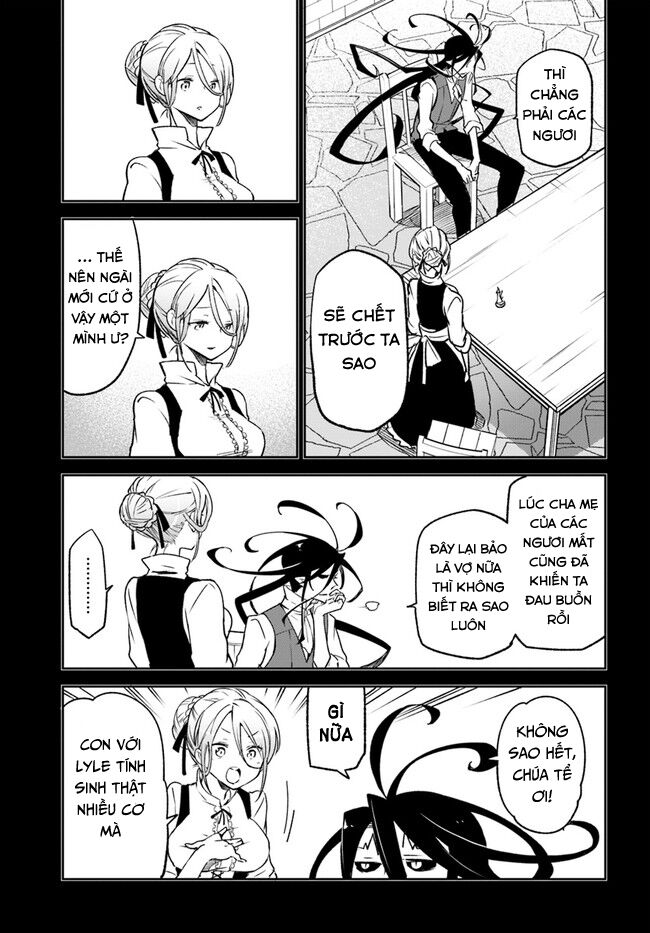 THÌ
CHẲNG
PHẢI CÁC
NGƯƠI
SẼ CHẾT
TRƯỚC TA
SAO
... THẾ
NÊN NGÀI
MỚI CỨ Ở
VẬY MỘT
MÌNH Ư?
LÚC CHA MẸ
CỦA CÁC
NGƯƠI MẤT
CŨNG ĐÃ
KHIẾN TA
ĐAU BUỒN
RỒI
ĐÂY LẠI BẢO
LÀ VỢ NỮA
THÌ KHÔNG
BIẾT RA SAO
LUÔN
.........
KHÔNG
SAO HẾT,
CHÚA TỂ
ƠI!
GÌ
NỮA
CON VỚI
LYLE TÍNH
SINH THẬT
NHIỀU CƠ
MÀ